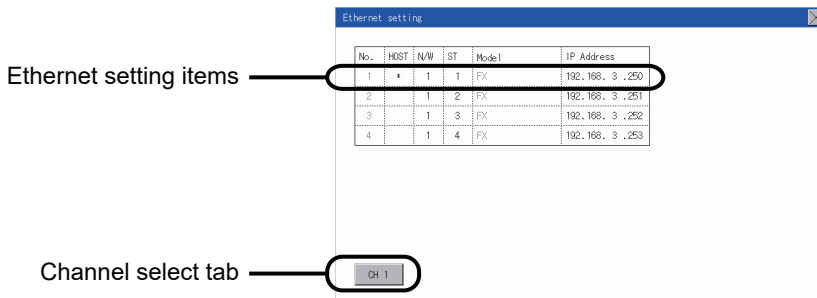 Ethernet setting
No. HOST N/W ST Model IP Address
Ethernet setting items
1 * 1 1 FX 192.168. 3 .250
2 1 2 FX 192.168. 3 .251
3 1 3 FX 192.168. 3 .252
4 1 4 FX 192.168. 3 .253
Channel select tab
CH 1